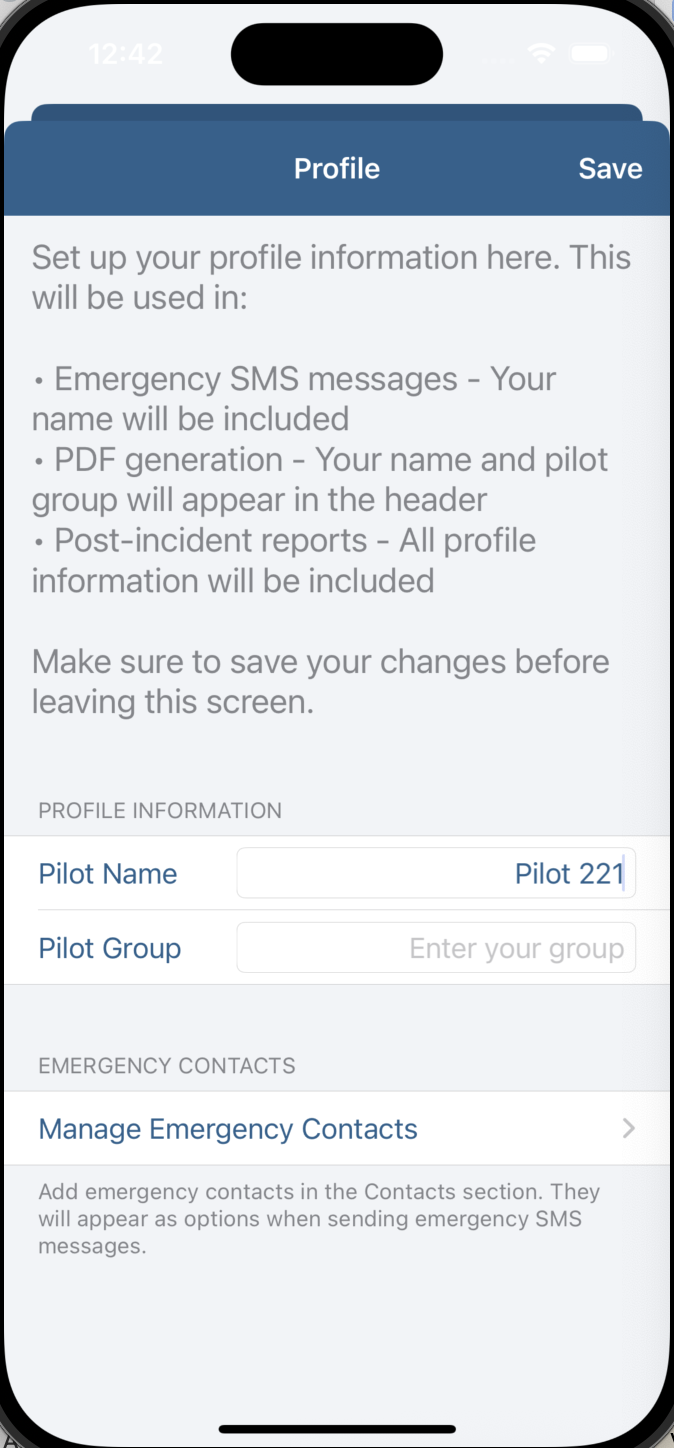 12:42
Profile
Save
Set up your profile information here. This
will be used in:
• Emergency SMS messages - Your
name will be included
• PDF generation - Your name and pilot
group will appear in the header
• Post-incident reports - All profile
information will be included
Make sure to save your changes before
leaving this screen.
PROFILE INFORMATION
Pilot Name
Pilot 221
Pilot Group
Enter your group
EMERGENCY CONTACTS
Manage Emergency Contacts
Add emergency contacts in the Contacts section. They
will appear as options when sending emergency SMS
messages.